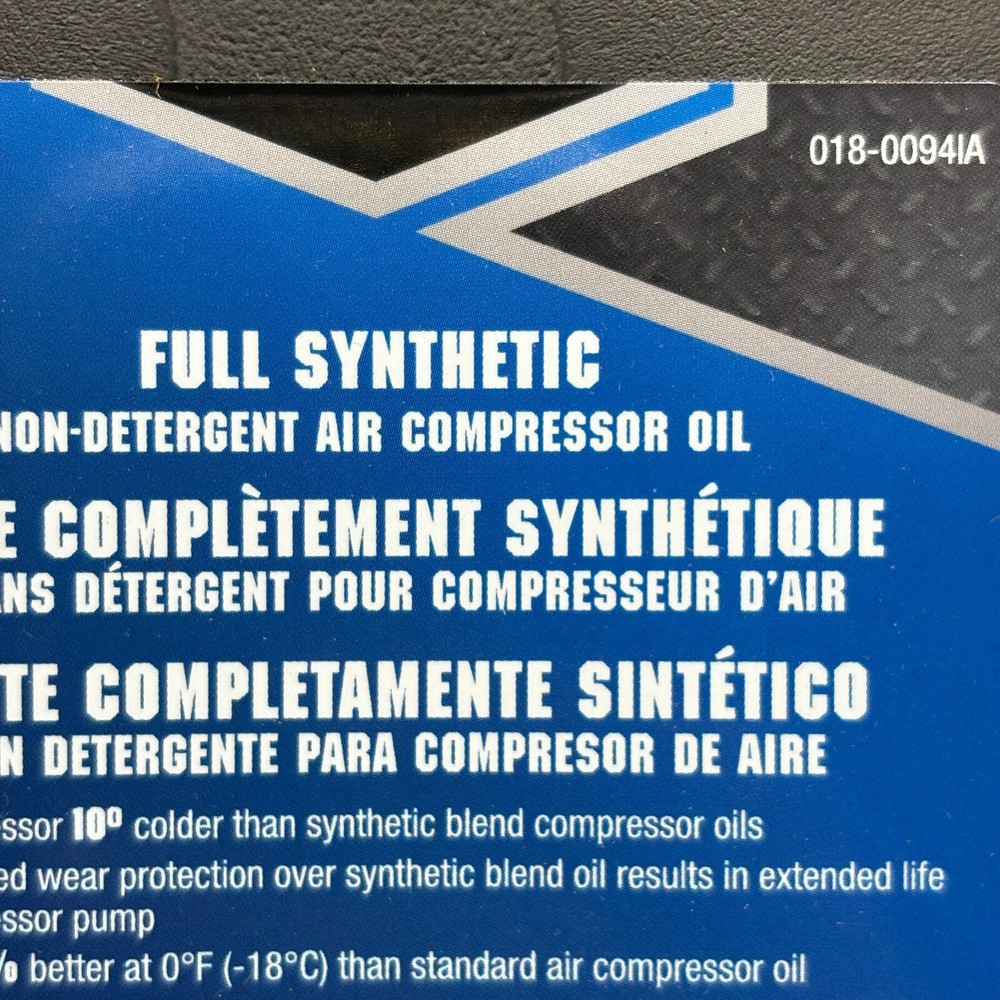 018-0094IA
FULL SYNTHETIC
NON-DETERGENT AIR COMPRESSOR OIL
COMPLÈTEMENT SYNTHÉTIQUE
DÉTERGENT POUR COMPRESSEUR D'AIR
COMPLETAMENTE SINTÉTICO
DETERGENTE PARA COMPRESOR DE AIRE
10º colder than synthetic blend compressor oils
wear protection over synthetic blend oil results in extended life
pump
better at 0°F (-18°C) than standard air compressor oil